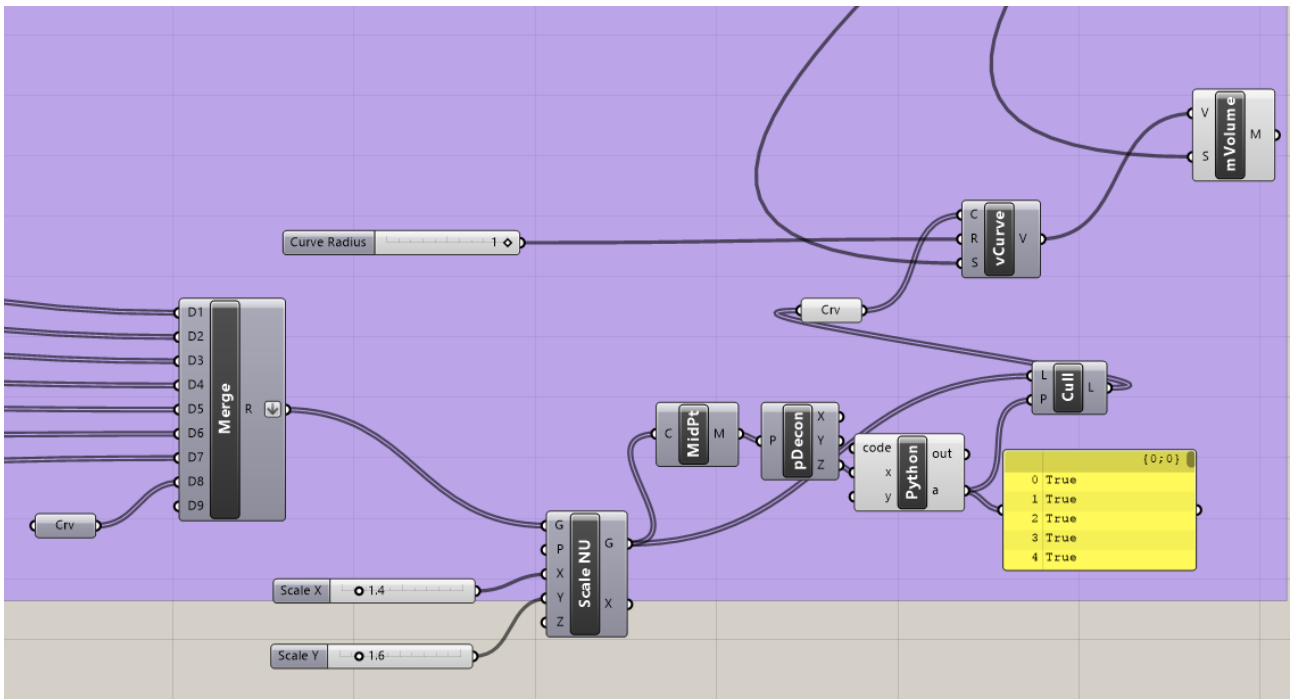 V
S
mVolume
M
C
R
S
vCurve
V
Curve Radius
1
Crv
D1
D2
D3
D4
D5
D6
D7
D8
D9
Merge
R
Crv
L
P
Cull
L
C
MidPt
M
P
pDecon
X
Y
Z
code
x
y
Python
out
a
{0;0}
0 True
1 True
2 True
3 True
4 True
G
P
X
Y
Z
Scale NU
G
X
Scale X
1.4
Scale Y
1.6